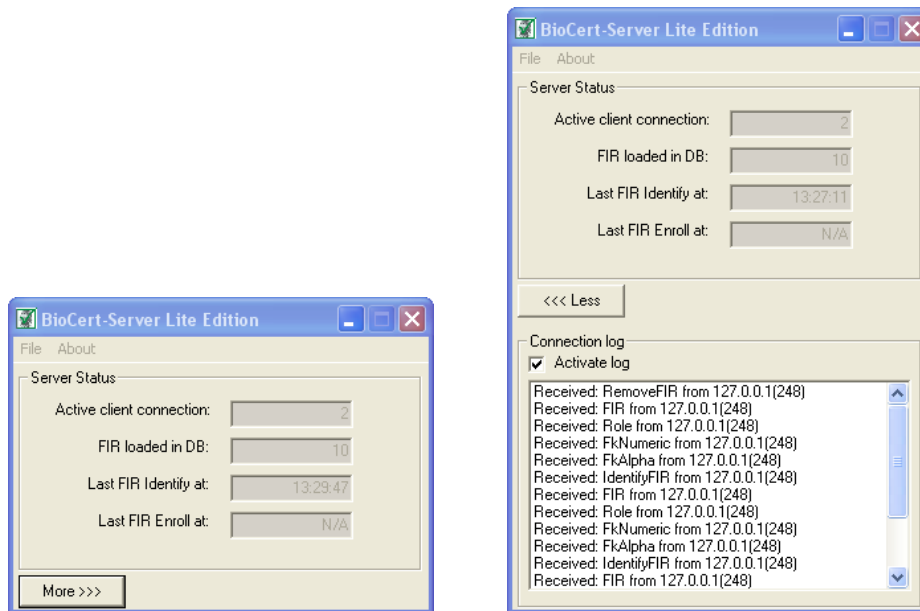 BioCert-Server Lite Edition
File About
Server Status
Active client connection: 2
FIR loaded in DB: 10
Last FIR Identify at: 13:29:47
Last FIR Enroll at: N/A
More >>>
BioCert-Server Lite Edition
File About
Server Status
Active client connection: 2
FIR loaded in DB: 10
Last FIR Identify at: 13:27:11
Last FIR Enroll at: N/A
<<< Less
Connection log
Activate log
Received: RemoveFIR from 127.0.0.1(248)
Received: FIR from 127.0.0.1(248)
Received: Role from 127.0.0.1(248)
Received: FkNumeric from 127.0.0.1(248)
Received: FkAlpha from 127.0.0.1(248)
Received: IdentifyFIR from 127.0.0.1(248)
Received: FIR from 127.0.0.1(248)
Received: Role from 127.0.0.1(248)
Received: FkNumeric from 127.0.0.1(248)
Received: FkAlpha from 127.0.0.1(248)
Received: IdentifyFIR from 127.0.0.1(248)
Received: FIR from 127.0.0.1(248)